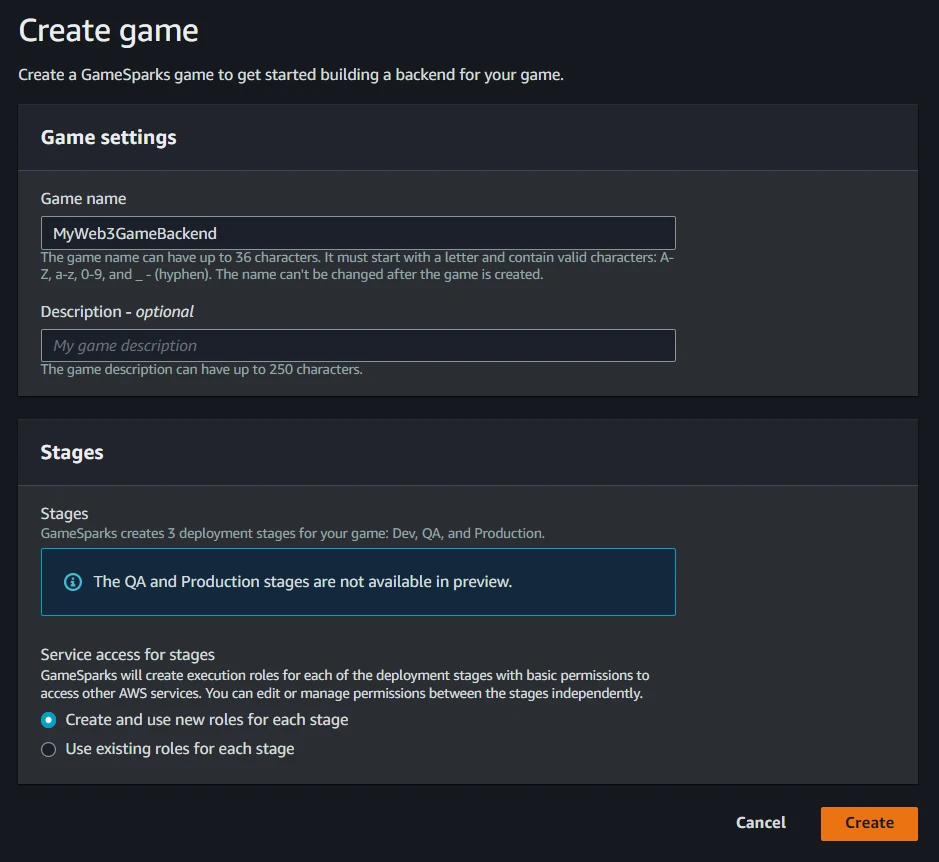 Create game
Create a GameSparks game to get started building a backend for your game.
Game settings
Game name
MyWeb3GameBackend
The game name can have up to 36 characters. It must start with a letter and contain valid characters: A-
Z, a-z, 0-9, and _ - (hyphen). The name can't be changed after the game is created.
Description - optional
My game description
The game description can have up to 250 characters.
Stages
Stages
GameSparks creates 3 deployment stages for your game: Dev, QA, and Production.
The QA and Production stages are not available in preview.
Service access for stages
GameSparks will create execution roles for each of the deployment stages with basic permissions to
access other AWS services. You can edit or manage permissions between the stages independently.
Create and use new roles for each stage
Use existing roles for each stage
Cancel
Create